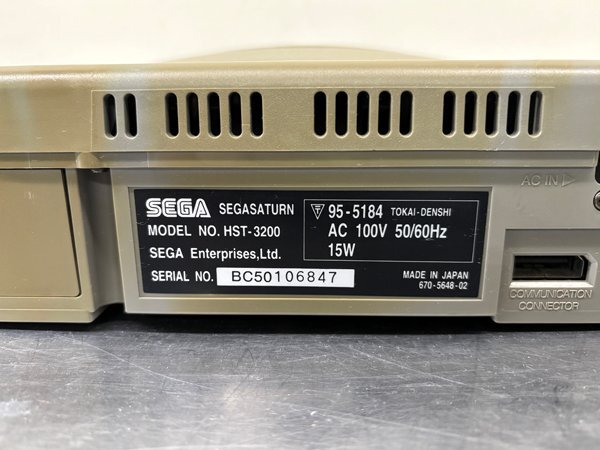 SEGA SEGASATURN
MODEL NO. HST-3200
SEGA Enterprises,Ltd.
SERIAL NO. BC50106847
95-5184 TOKAI-DENSHI
AC 100V 50/60Hz
15W
MADE IN JAPAN
670-5648-02
AC IN
COMMUNICATION
CONNECTOR